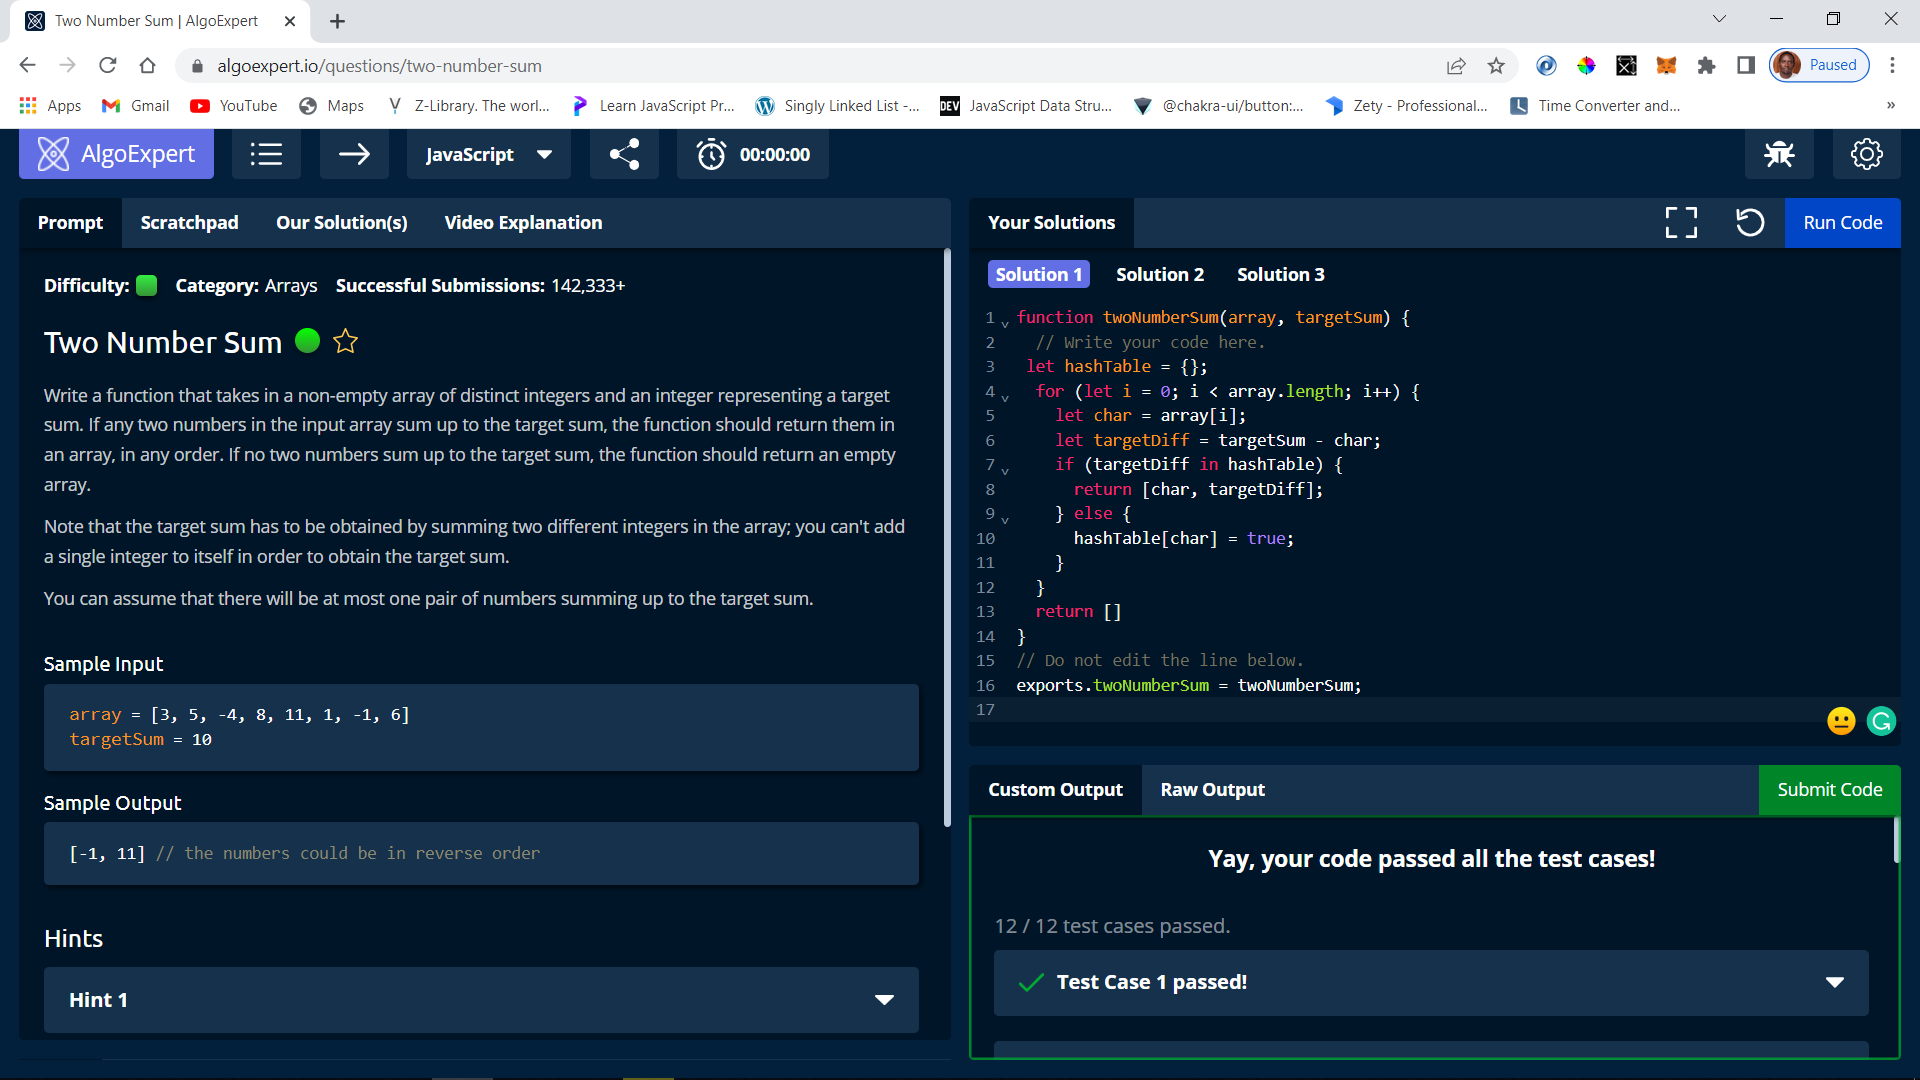 Two Number Sum | AlgoExpert
algoexpert.io/questions/two-number-sum
Paused
Apps
Gmail
YouTube
Maps
Z-Library. The worl...
Learn JavaScript Pr...
Singly Linked List -...
DEV
JavaScript Data Stru...
@chakra-ui/button:...
Zety - Professional...
Time Converter and...
»
AlgoExpert
JavaScript
00:00:00
Prompt
Scratchpad
Our Solution(s)
Video Explanation
Difficulty:
Category: Arrays
Successful Submissions: 142,333+
Two Number Sum
Write a function that takes in a non-empty array of distinct integers and an integer representing a target
sum. If any two numbers in the input array sum up to the target sum, the function should return them in
an array, in any order. If no two numbers sum up to the target sum, the function should return an empty
array.
Note that the target sum has to be obtained by summing two different integers in the array; you can't add
a single integer to itself in order to obtain the target sum.
You can assume that there will be at most one pair of numbers summing up to the target sum.
Sample Input
array = [3, 5, -4, 8, 11, 1, -1, 6]
targetSum = 10
Sample Output
[-1, 11] // the numbers could be in reverse order
Hints
Hint 1
Your Solutions
Run Code
Solution 1
Solution 2
Solution 3
1 function twoNumberSum(array, targetSum) {
2 // Write your code here.
3 let hashTable = {};
4 for (let i = 0; i < array.length; i++) {
5 let char = array[i];
6 let targetDiff = targetSum - char;
7 if (targetDiff in hashTable) {
8 return [char, targetDiff];
9 } else {
10 hashTable[char] = true;
11 }
12 }
13 return []
14 }
15 // Do not edit the line below.
16 exports.twoNumberSum = twoNumberSum;
17
Custom Output
Raw Output
Submit Code
Yay, your code passed all the test cases!
12 / 12 test cases passed.
Test Case 1 passed!